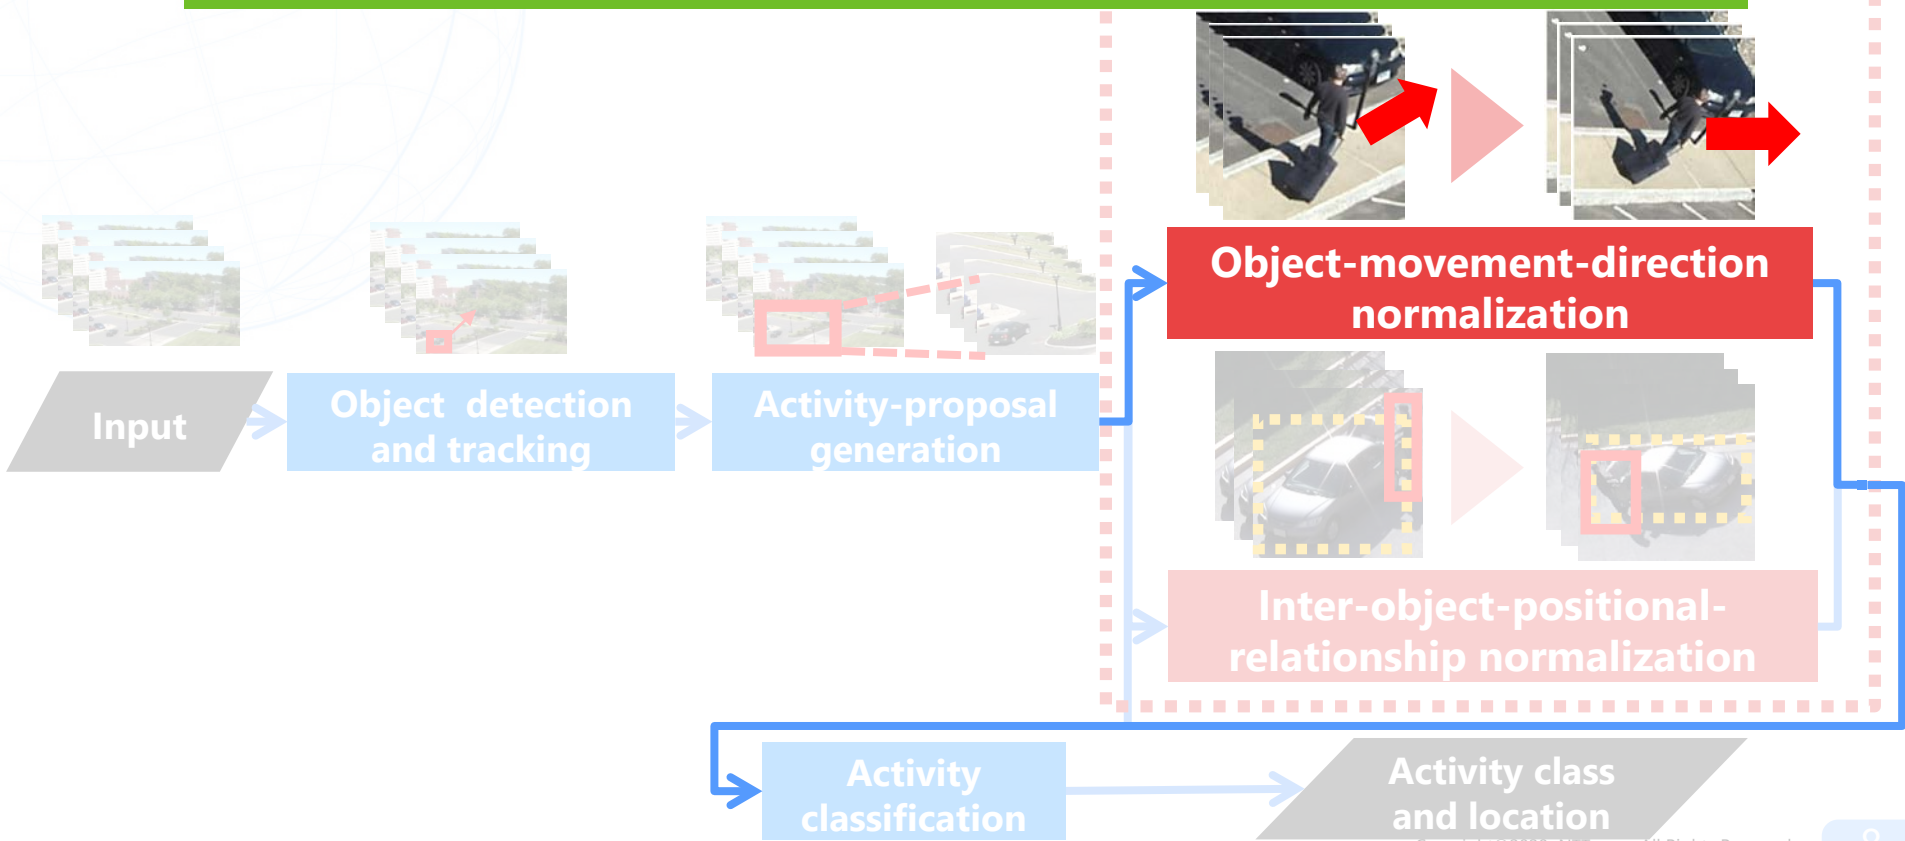 Object-movement-direction
normalization
Input
Object detection
and tracking
Activity-proposal
generation
Inter-object-positional-
relationship normalization
Activity
classification
Activity class
and location